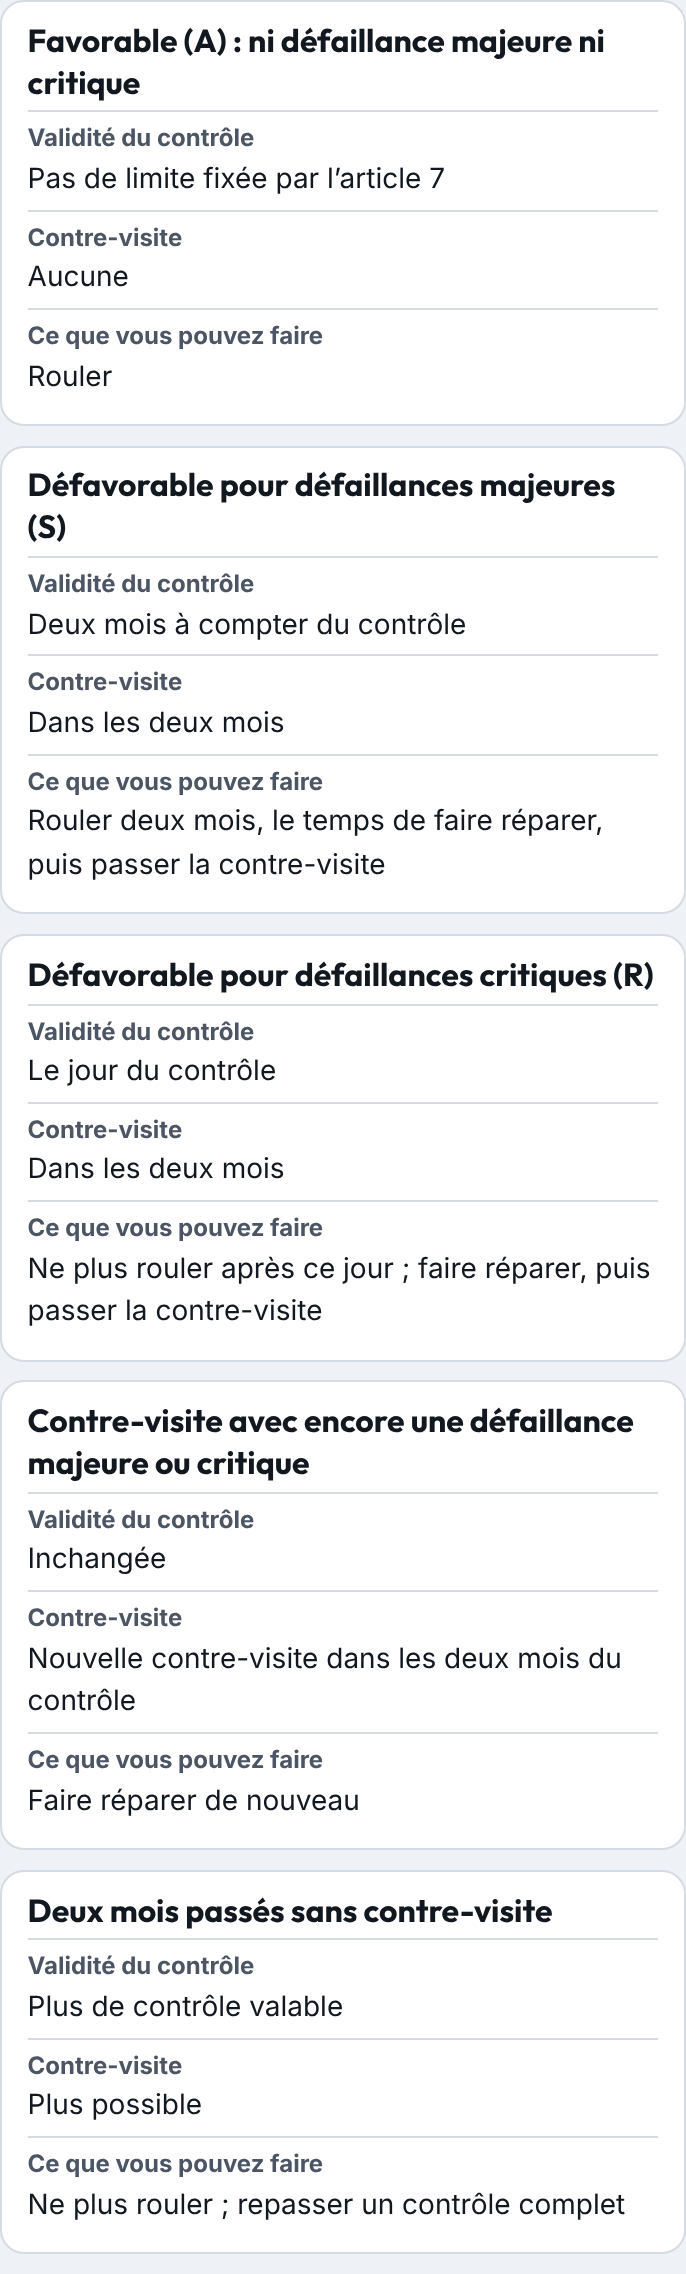 Favorable (A) : ni défaillance majeure ni
critique
Validité du contrôle
Pas de limite fixée par l’article 7
Contre-visite
Aucune
Ce que vous pouvez faire
Rouler
Défavorable pour défaillances majeures
(S)
Validité du contrôle
Deux mois à compter du contrôle
Contre-visite
Dans les deux mois
Ce que vous pouvez faire
Rouler deux mois, le temps de faire réparer,
puis passer la contre-visite
Défavorable pour défaillances critiques (R)
Validité du contrôle
Le jour du contrôle
Contre-visite
Dans les deux mois
Ce que vous pouvez faire
Ne plus rouler après ce jour ; faire réparer, puis
passer la contre-visite
Contre-visite avec encore une défaillance
majeure ou critique
Validité du contrôle
Inchangée
Contre-visite
Nouvelle contre-visite dans les deux mois du
contrôle
Ce que vous pouvez faire
Faire réparer de nouveau
Deux mois passés sans contre-visite
Validité du contrôle
Plus de contrôle valable
Contre-visite
Plus possible
Ce que vous pouvez faire
Ne plus rouler ; repasser un contrôle complet